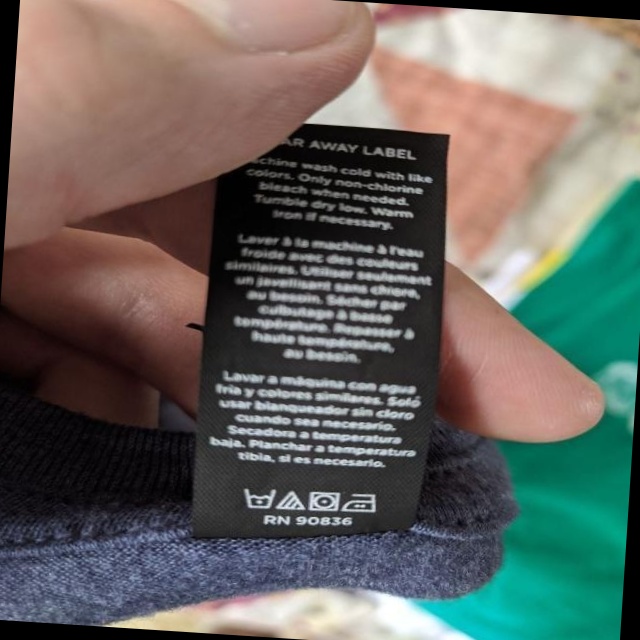 AR AWAY LABEL
chine wash cold with like
colors. Only non-chlorine
bleach when needed.
Tumble dry low. Warm
iron if necessary.
Laver à la machine à l'eau
froide avec des couleurs
similaires. Utiliser seulement
un javellisant sans chlore,
au besoin. Sécher par
culbutage à basse
température. Repasser à
haute température,
au besoin.
Lavar a máquina con agua
fría y colores similares. Solo
usar blanqueador sin cloro
cuando sea necesario.
Secadora a temperatura
baja. Planchar a temperatura
tibia, si es necesario.
RN 90836